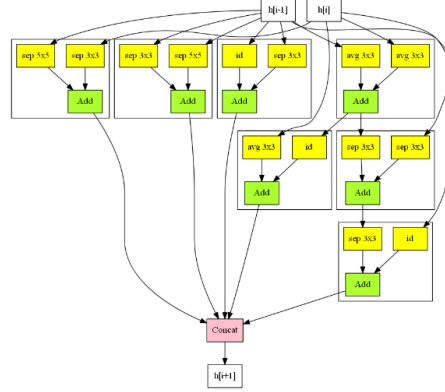 h[i-1] h[i]
sep 5x5 sep 3x3 sep 3x3 sep 5x5 id sep 3x3 avg 3x3 avg 3x3
Add Add Add Add
avg 3x3 id sep 3x3 sep 3x3
Add Add
sep 3x3 id
Add
Concat
h[i+1]